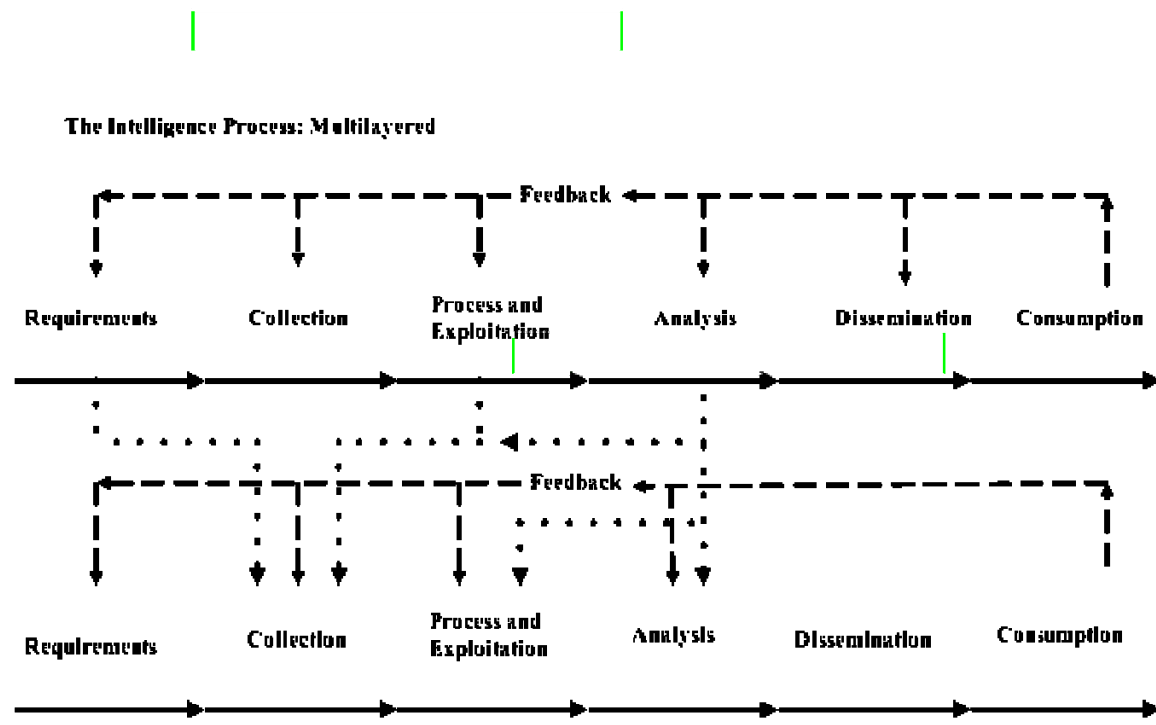 The Intelligence Process: Multilayered
Feedback
Requirements
Collection
Process and
Exploitation
Analysis
Dissemination
Consumption
Feedback
Requirements
Collection
Process and
Exploitation
Analysis
Dissemination
Consumption